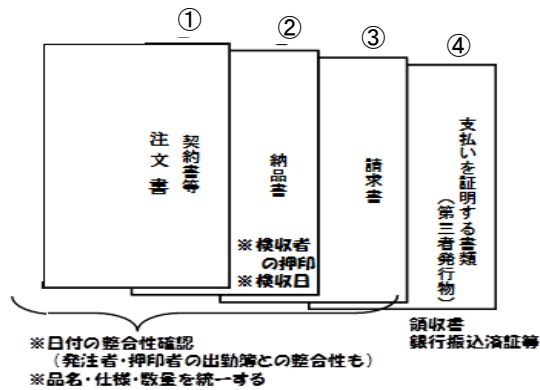 ①
②
③
④
契約書等
注文書
納品書
※検収者
の押印
※検収日
請求書
支払いを証明する書類
（第三者発行物）
領収書
銀行振込済証等
※日付の整合性確認
（発注者・押印者の出勤簿との整合性も）
※品名・仕様・数量を統一する